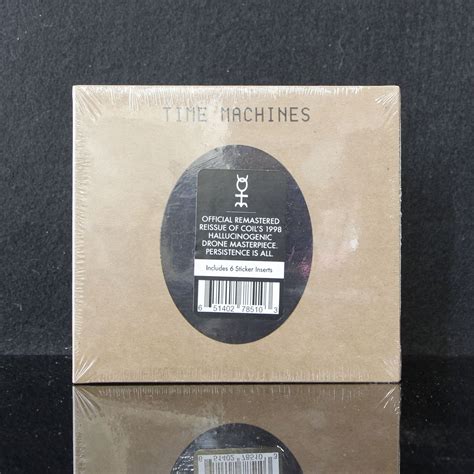 TIME MACHINES
OFFICIAL REMASTERED
REISSUE OF COIL'S 1998
HALLUCINOGENIC
DRONE MASTERPIECE.
PERSISTENCE IS ALL.
Includes 6 Sticker Inserts
6 51402 78510 3